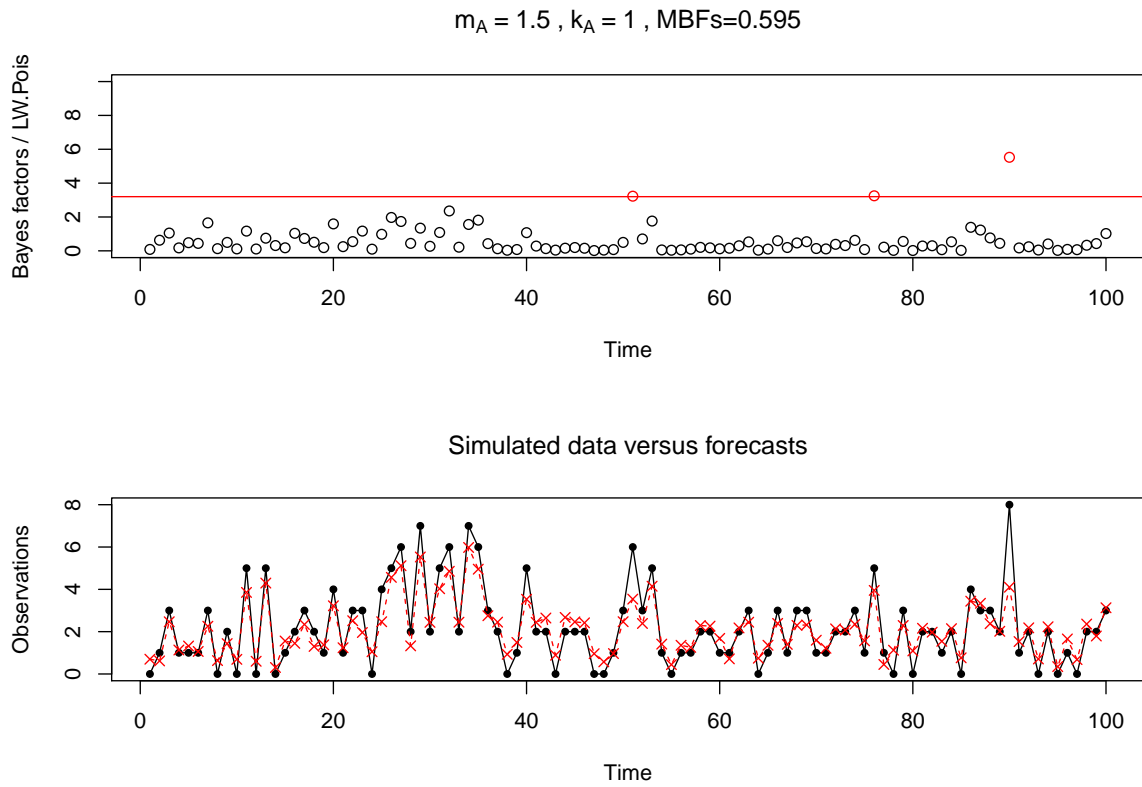 m_A = 1.5 , k_A = 1 , MBFs=0.595
Bayes factors / LW.Pois
0 2 4 6 8
0 20 40 60 80 100
Time
Simulated data versus forecasts
Observations
0 2 4 6 8
0 20 40 60 80 100
Time